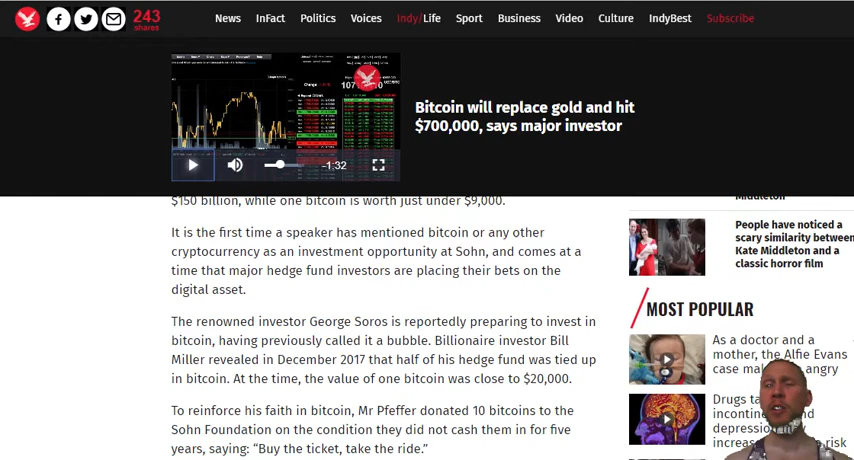 243
shares
News InFact Politics Voices Indy/Life Sport Business Video Culture IndyBest Subscribe
Change
-1:32
Bitcoin will replace gold and hit
$700,000, says major investor
$150 billion, while one bitcoin is worth just under $9,000.
It is the first time a speaker has mentioned bitcoin or any other
cryptocurrency as an investment opportunity at Sohn, and comes at a
time that major hedge fund investors are placing their bets on the
digital asset.
The renowned investor George Soros is reportedly preparing to invest in
bitcoin, having previously called it a bubble. Billionaire investor Bill
Miller revealed in December 2017 that half of his hedge fund was tied up
in bitcoin. At the time, the value of one bitcoin was close to $20,000.
To reinforce his faith in bitcoin, Mr Pfeffer donated 10 bitcoins to the
Sohn Foundation on the condition they did not cash them in for five
years, saying: “Buy the ticket, take the ride.”
Middleton
People have noticed a
scary similarity between
Kate Middleton and a
classic horror film
MOST POPULAR
As a doctor and a
mother, the Alfie Evans
case angry
Drugs
depression
risk